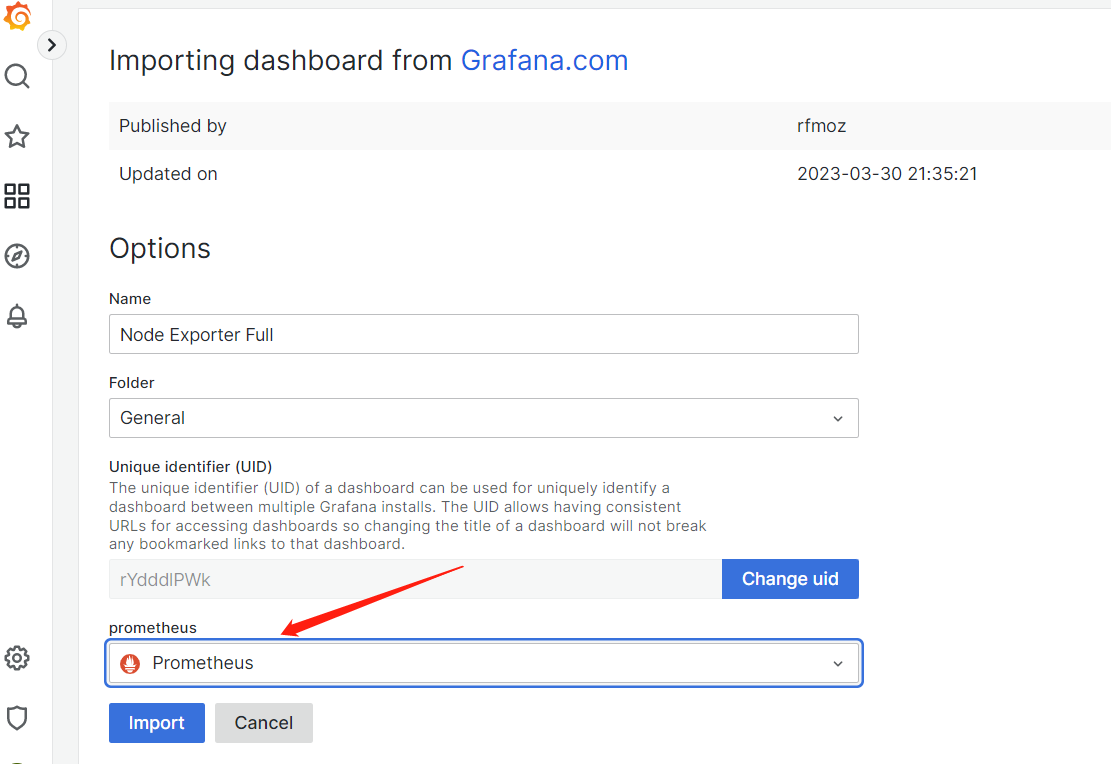 Importing dashboard from Grafana.com
Published by rfmoz
Updated on 2023-03-30 21:35:21
Options
Name
Node Exporter Full
Folder
General
Unique identifier (UID)
The unique identifier (UID) of a dashboard can be used for uniquely identify a
dashboard between multiple Grafana installs. The UID allows having consistent
URLs for accessing dashboards so changing the title of a dashboard will not break
any bookmarked links to that dashboard.
rYdddlPWk
Change uid
prometheus
Prometheus
Import Cancel